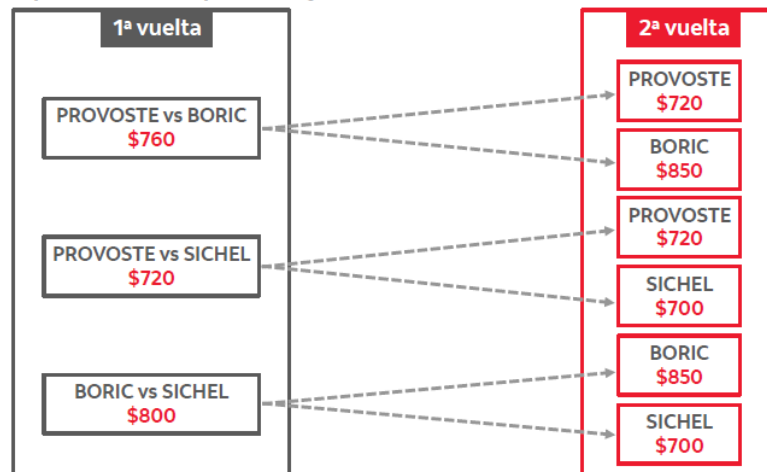 1ª vuelta
PROVOSTE vs BORIC
$760
PROVOSTE vs SICHEL
$720
BORIC vs SICHEL
$800
2ª vuelta
PROVOSTE
$720
BORIC
$850
PROVOSTE
$720
SICHEL
$700
BORIC
$850
SICHEL
$700